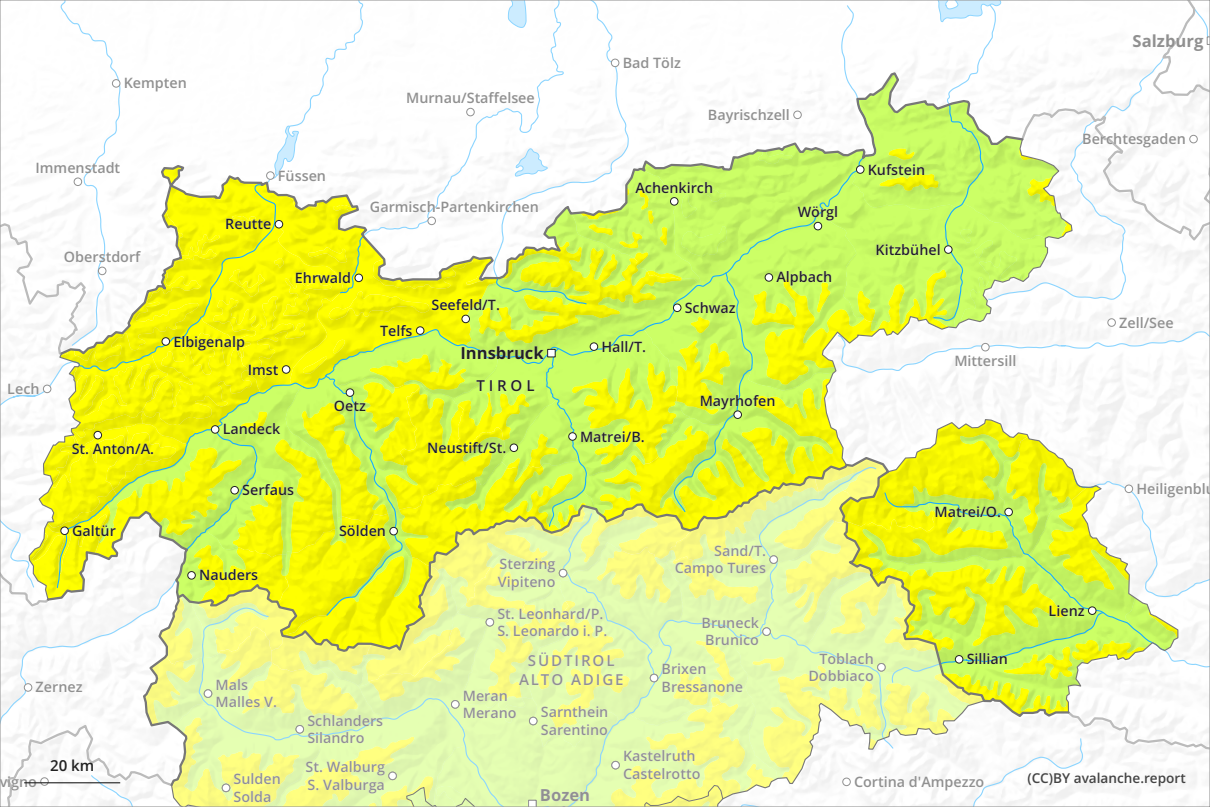 Salzburg
Bad Tölz
Kempten
Murnau/Staffelsee
Bayrischzell
Berchtesgaden
Immenstadt
Füssen
Kufstein
Achenkirch
Garmisch-Partenkirchen
Wörgl
Reutte
Oberstdorf
Kitzbühel
Ehrwald
Alpbach
Seefeld/T.
Schwaz
Telfs
Zell/See
Elbigenalp
Innsbruck
Hall/T.
Mittersill
Imst
TIROL
Lech
Oetz
Mayrhofen
Landeck
Matrei/B.
St. Anton/A.
Neustift/St.
Serfaus
Heiligenblu
Matrei/O.
Galtür
Sölden
Sterzing
Vipiteno
Sand/T.
Campo Tures
Nauders
St. Leonhard/P.
S. Leonardo i. P.
Lienz
Bruneck
Brunico
Sillian
SÜDTIROL
ALTO ADIGE
Toblach
Dobbiaco
Brixen
Bressanone
Zernez
Mals
Malles V.
Meran
Merano
Sarnthein
Sarentino
Schlanders
Silandro
Kastelruth
Castelrotto
St. Walburg
S. Valburga
20 km
vigno
Sulden
Solda
Cortina d'Ampezzo
(CC)BY avalanche.report
Bozen